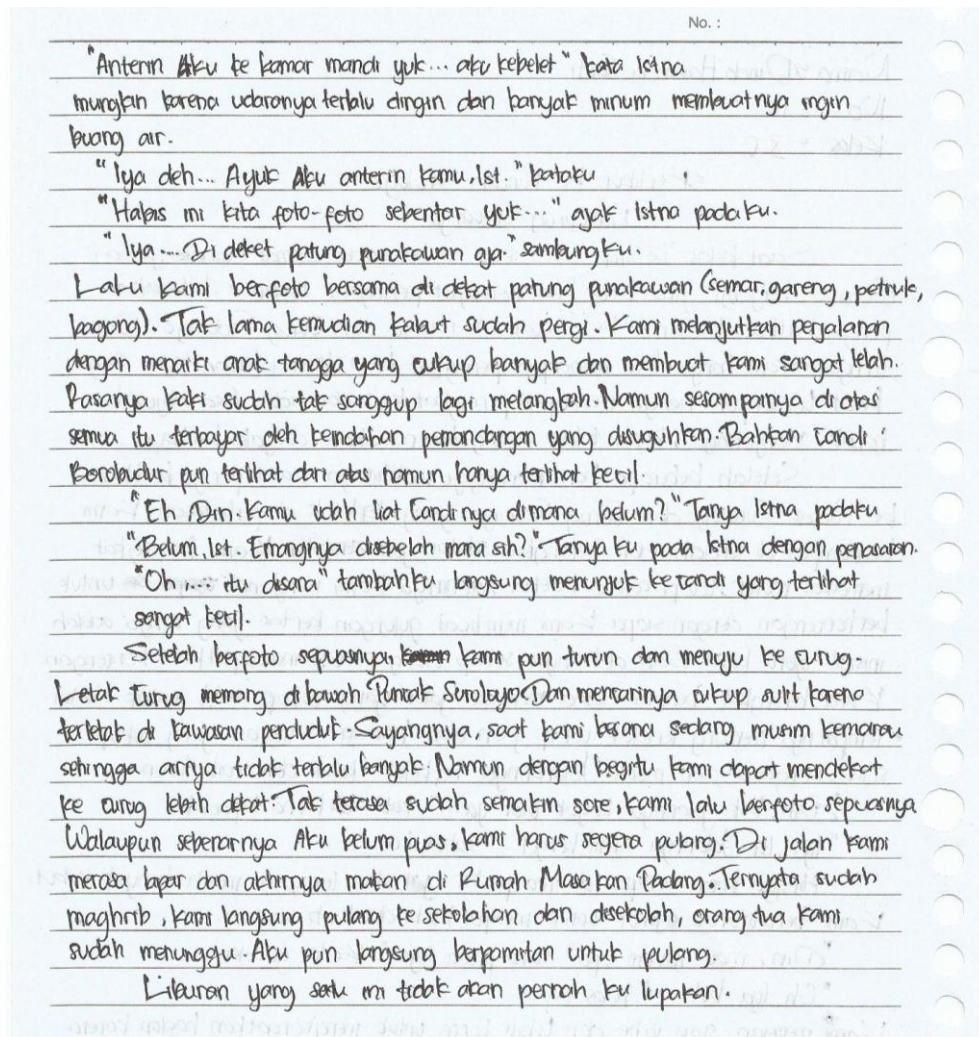 No. :
"Anterin Aku ke kamar mandi yuk... aku kebelet" kata Istna
mungkin karena udaranya terlalu dingin dan banyak minum membuatnya ingin
buang air.
"Iya deh... Ayuk Aku anterin kamu, Ist." kataku
"Habis ini kita foto-foto sebentar yuk..." ajak Istna padaku.
"Iya... Di deket patung punakawan aja" sambungku.
Lalu kami berfoto bersama di dekat patung punakawan (semar, gareng, petruk,
bagong). Tak lama kemudian kabut sudah pergi. Kami melanjutkan perjalanan
dengan menaiki anak tangga yang cukup banyak dan membuat kami sangat lelah.
Rasanya kaki sudah tak sanggup lagi melangkah. Namun sesampainya di atas
semua itu terbayar oleh keindahan pemandangan yang disuguhkan. Bahkan Candi
Borobudur pun terlihat dari atas namun hanya terlihat kecil.
"Eh Din. Kamu udah liat Candinya dimana belum?" Tanya Istna padaku
"Belum, Ist. Emangnya disebelah mana sih?" Tanya ku pada Istna dengan penasaran.
"Oh... itu disana" tambahku langsung menunjuk ke candi yang terlihat
sangat kecil.
Setelah berfoto sepuasnya, kami pun turun dan menuju ke curug.
Letak Curug memang dibawah Puncak Suroloyo. Dan mencarinya cukup sulit karena
terletak di kawasan penduduk. Sayangnya, saat kami kesana sedang musim kemarau
sehingga airnya tidak terlalu banyak. Namun dengan begitu kami dapat mendekat
ke curug lebih dekat. Tak terasa sudah semakin sore, kami lalu berfoto sepuasnya
Walaupun sebenarnya Aku belum puas, kami harus segera pulang. Di jalan kami
merasa lapar dan akhirnya makan di Rumah Masakan Padang. Ternyata sudah
maghrib, kami langsung pulang ke sekolahan dan disekolah, orang tua kami
sudah menunggu. Aku pun langsung berpamitan untuk pulang.
Liburan yang satu ini tidak akan pernah ku lupakan.